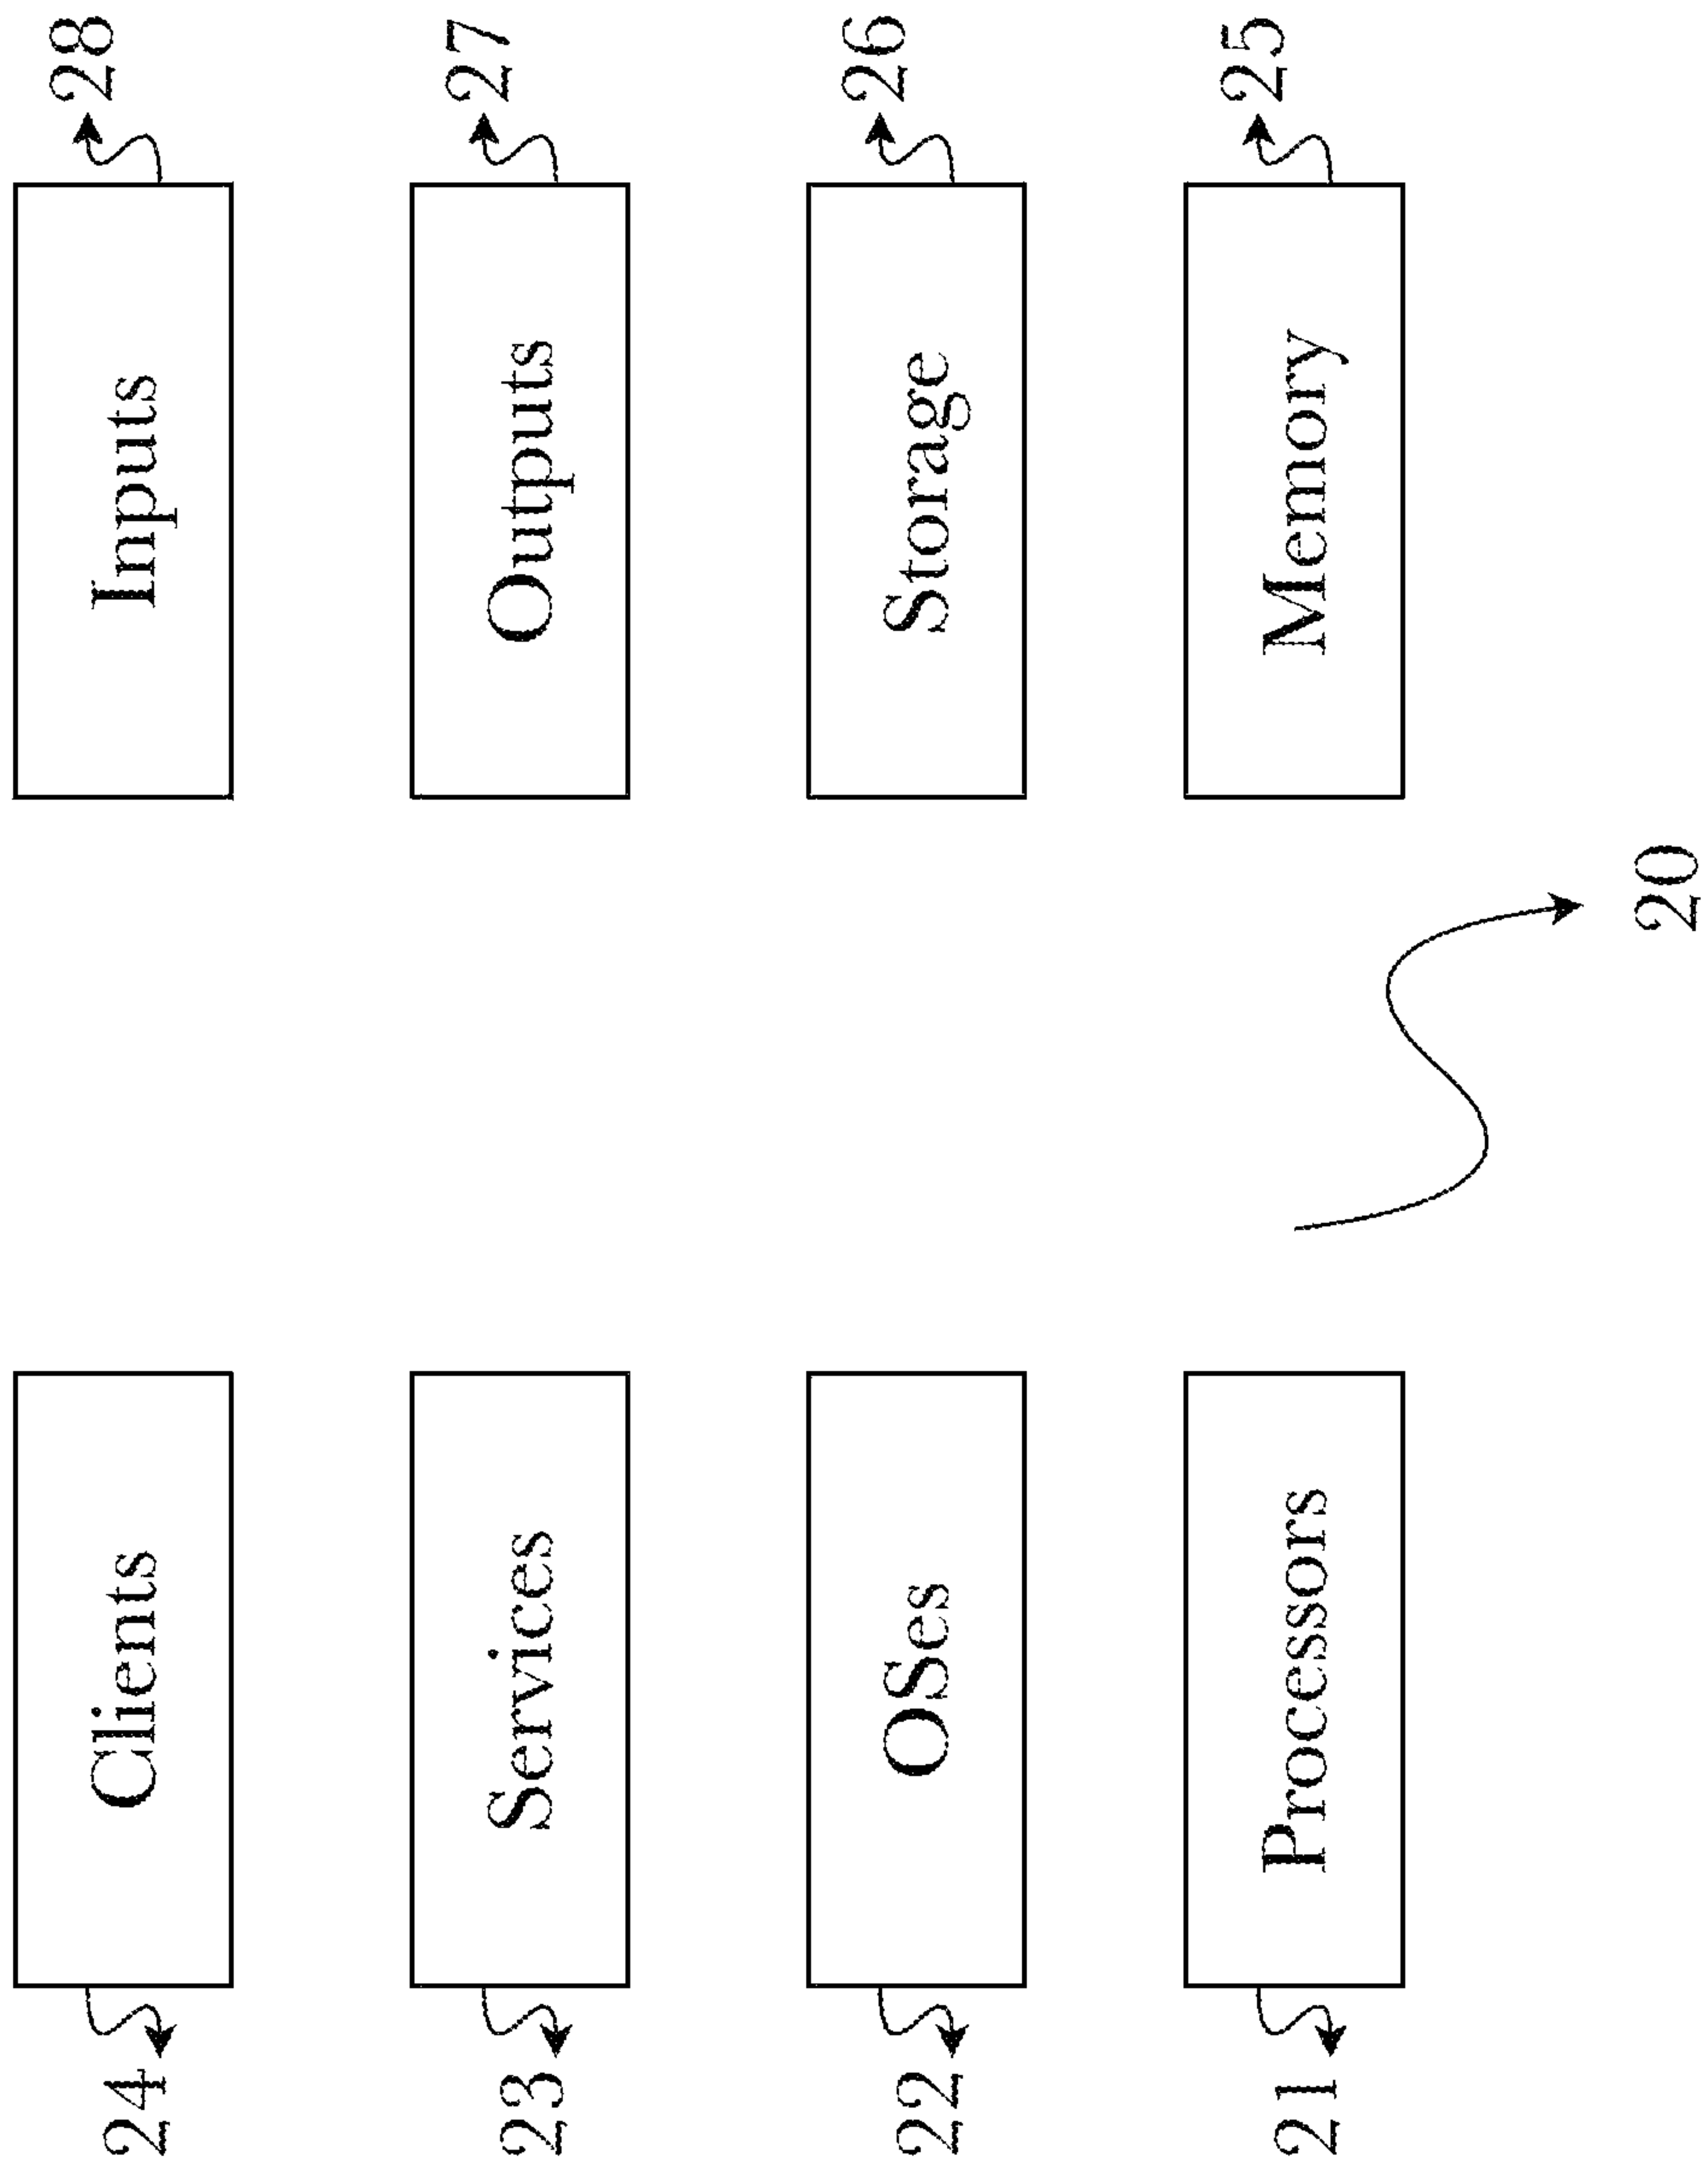 24 Clients Inputs 28
23 Services Outputs 27
22 OSes Storage 26
21 Processors Memory 25
20